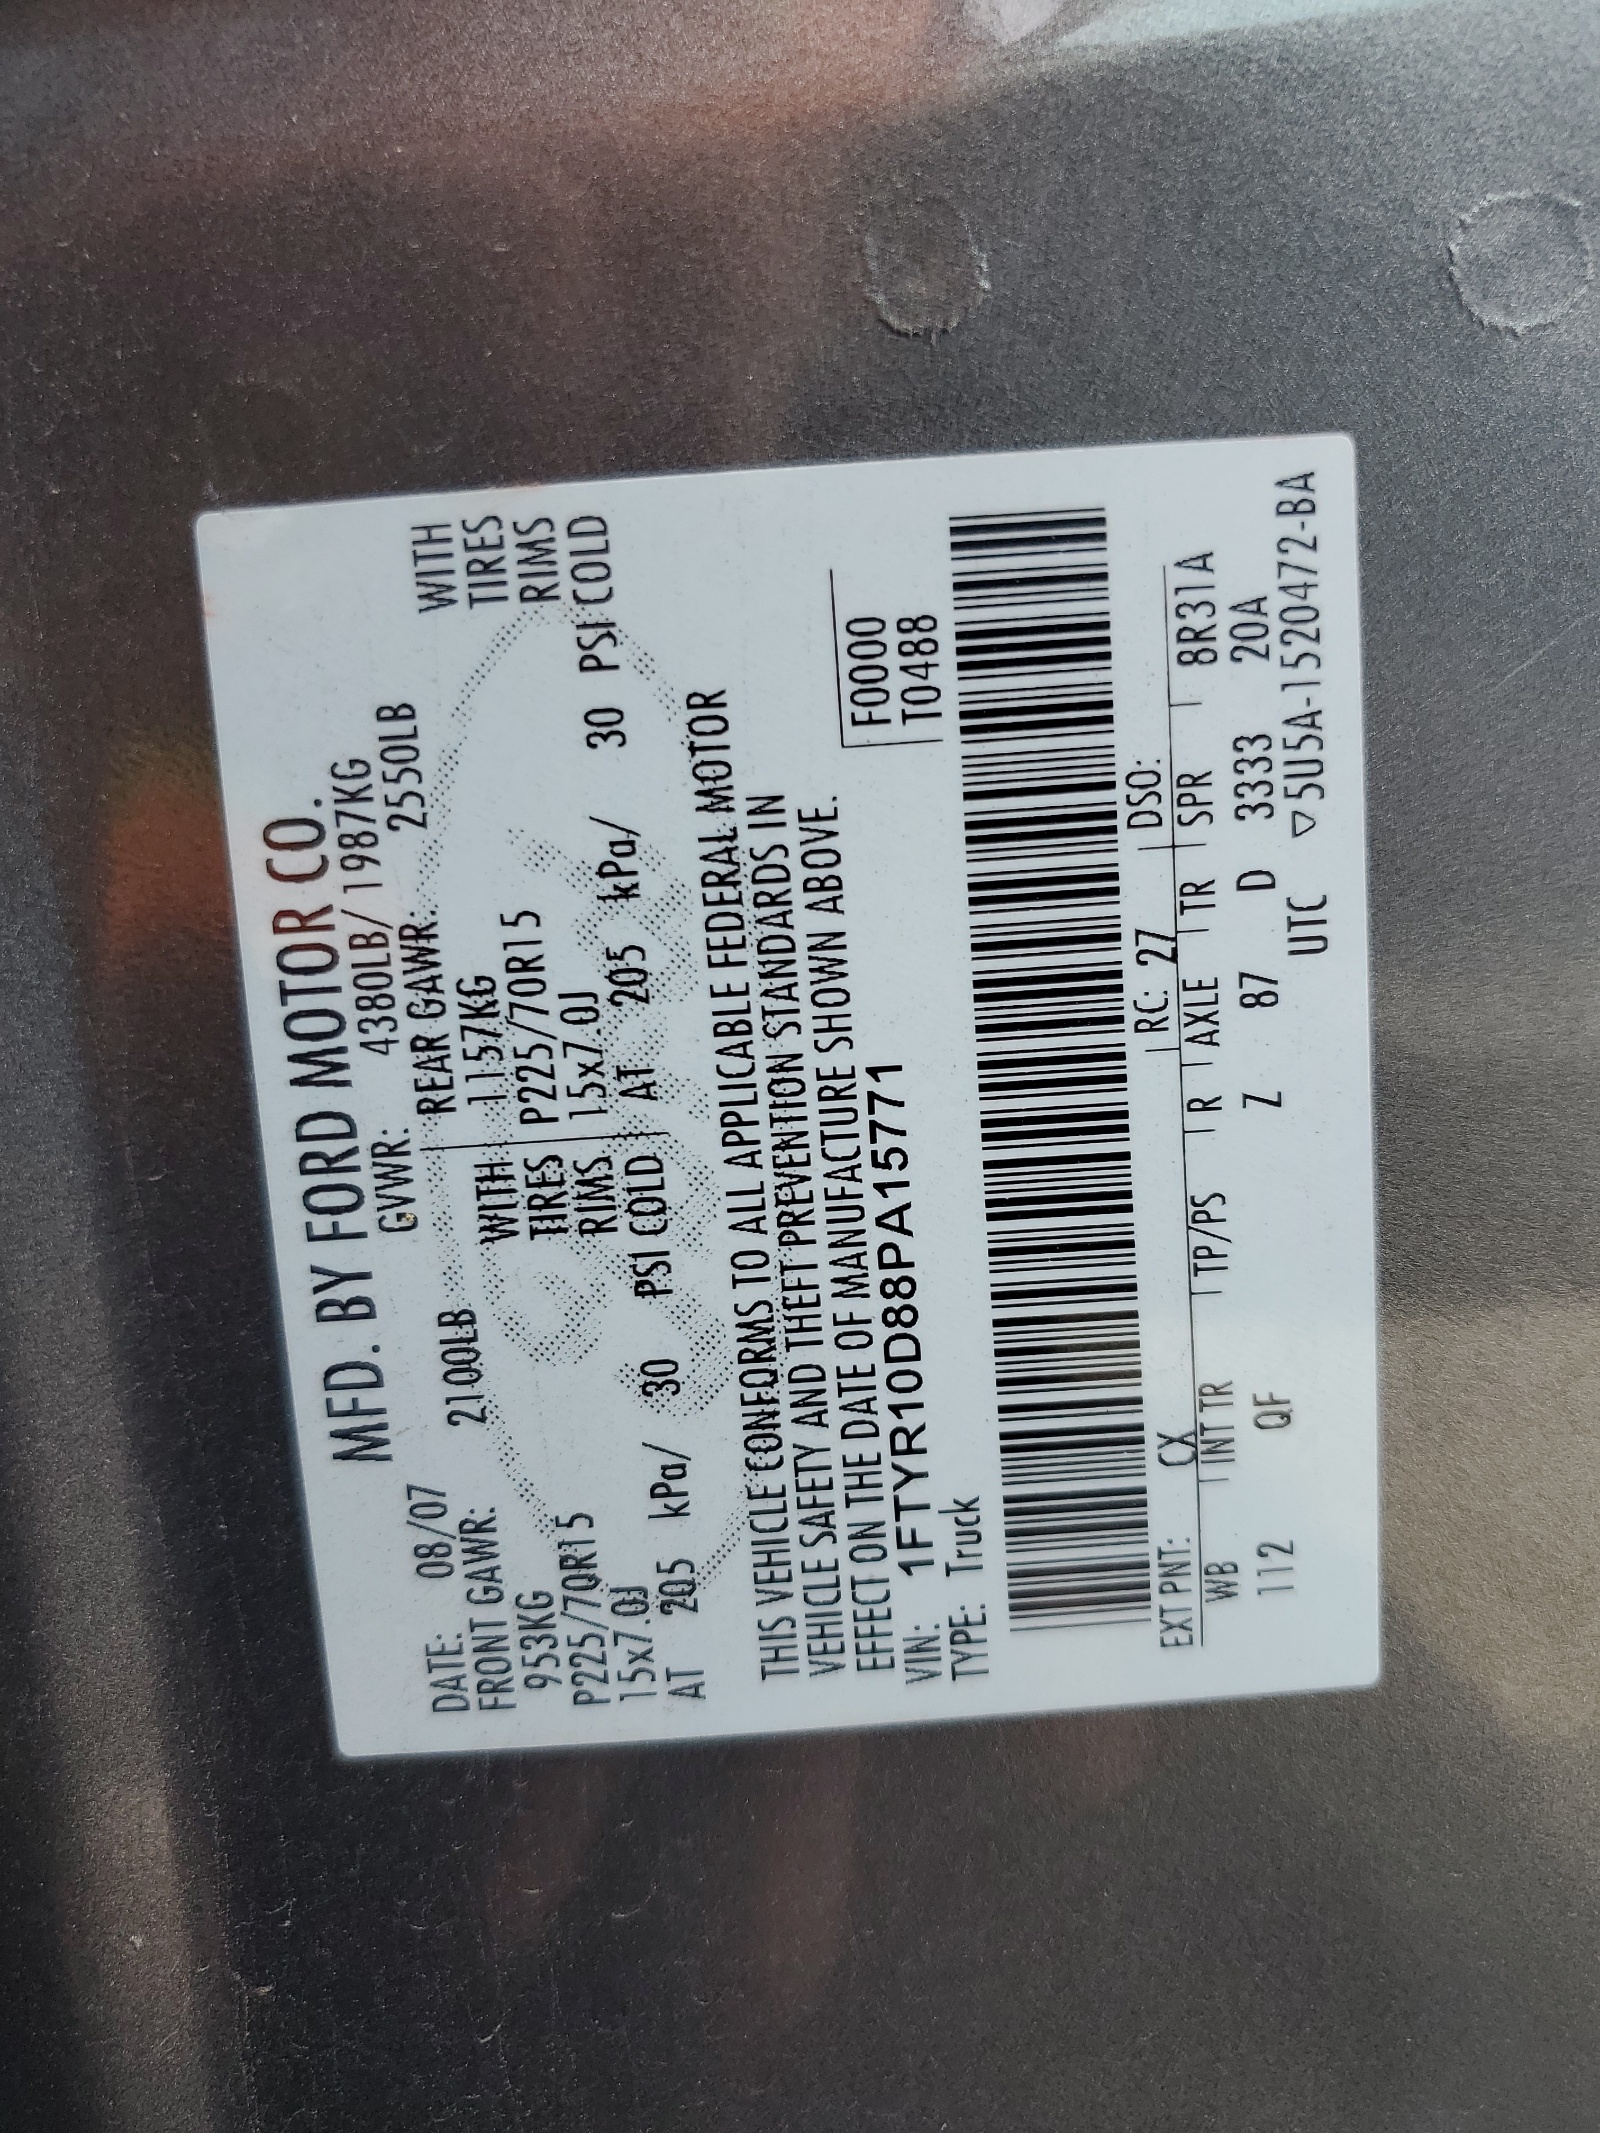 MFD. BY FORD MOTOR CO.
DATE: 08/07 GVWR: 4380LB/ 1987KG
FRONT GAWR: 2100LB REAR GAWR: 2550LB
953KG WITH 1157KG WITH
P225/70R15 TIRES P225/70R15 TIRES
15x7.0J RIMS 15x7.0J RIMS
AT 205 kPa/ 30 PSI COLD AT 205 kPa/ 30 PSI COLD
THIS VEHICLE CONFORMS TO ALL APPLICABLE FEDERAL MOTOR
VEHICLE SAFETY AND THEFT PREVENTION STANDARDS IN
EFFECT ON THE DATE OF MANUFACTURE SHOWN ABOVE.
VIN: 1FTYR10D88PA15771 F0000
TYPE: Truck T0488
EXT PNT: CX RC: 27 DSO:
WB INT TR TP/PS R AXLE TR SPR 8R31A
112 QF Z 87 D 3333 20A
UTC ▽5U5A-1520472-BA